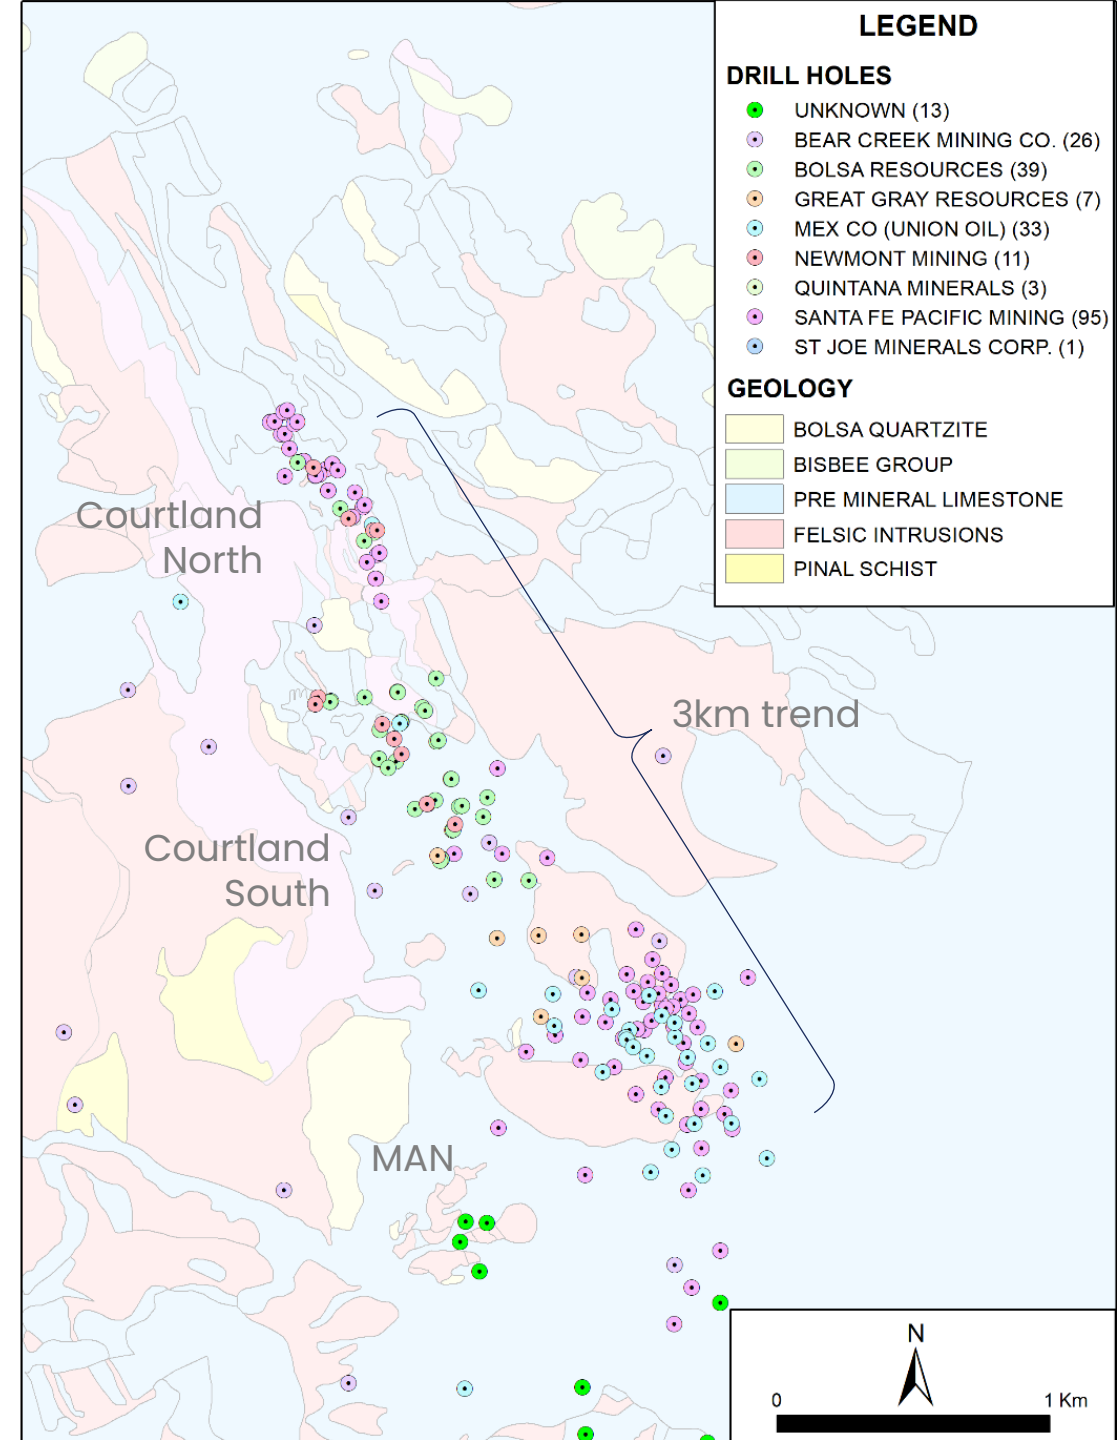 LEGEND
DRILL HOLES
UNKNOWN (13)
BEAR CREEK MINING CO. (26)
BOLSA RESOURCES (39)
GREAT GRAY RESOURCES (7)
MEX CO (UNION OIL) (33)
NEWMONT MINING (11)
QUINTANA MINERALS (3)
SANTA FE PACIFIC MINING (95)
ST JOE MINERALS CORP. (1)
GEOLOGY
BOLSA QUARTZITE
BISBEE GROUP
PRE MINERAL LIMESTONE
FELSIC INTRUSIONS
PINAL SCHIST
Courtland
North
3km trend
Courtland
South
MAN
N
0 1 Km